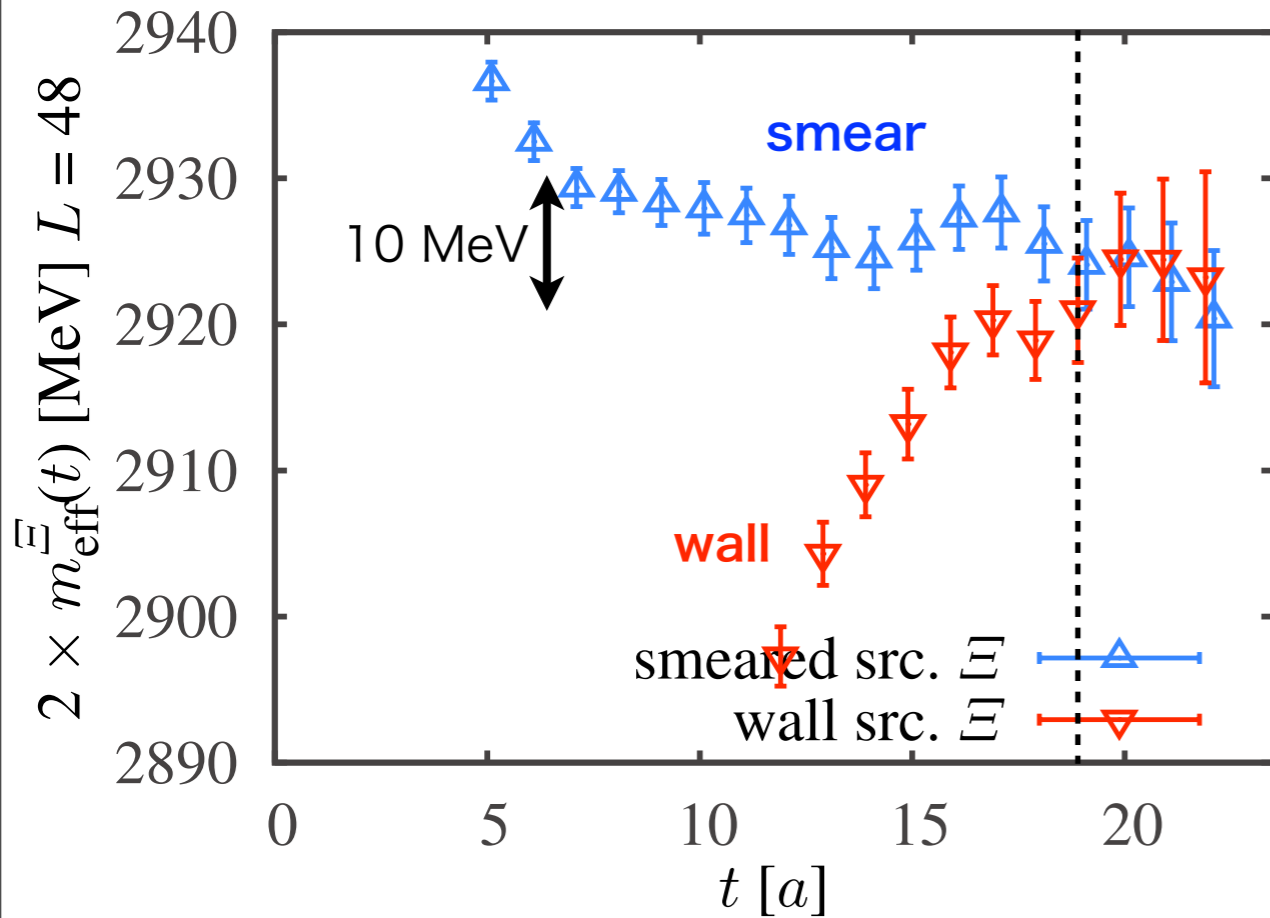 2 × m_eff^Ξ(t) [MeV] L = 48
2940
2930
2920
2910
2900
2890
smear
10 MeV
wall
smeared src. Ξ
wall src. Ξ
0 5 10 15 20
t [a]